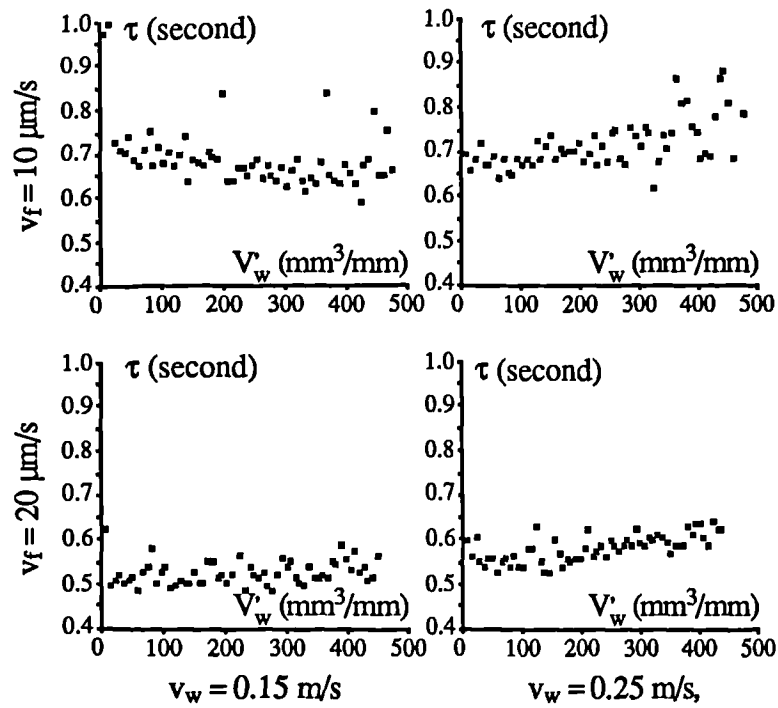 τ (second)
1.0
0.9
0.8
0.7
0.6
0.5
0.4
V'w (mm³/mm)
0 100 200 300 400 500
vf = 10 μm/s
τ (second)
1.0
0.9
0.8
0.7
0.6
0.5
0.4
V'w (mm³/mm)
0 100 200 300 400 500
τ (second)
1.0
0.9
0.8
0.7
0.6
0.5
0.4
V'w (mm³/mm)
0 100 200 300 400 500
vf = 20 μm/s
vw = 0.15 m/s
τ (second)
1.0
0.9
0.8
0.7
0.6
0.5
0.4
V'w (mm³/mm)
0 100 200 300 400 500
vw = 0.25 m/s,